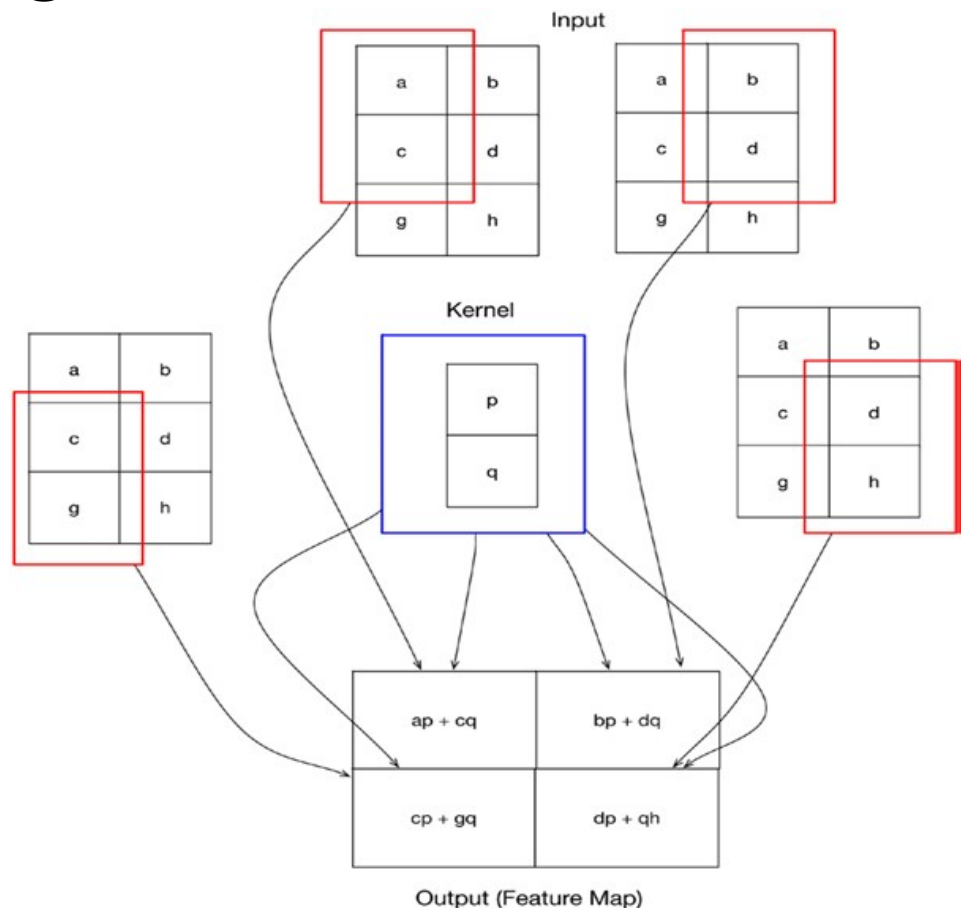 Input
a b
c d
g h
a b
c d
g h
Kernel
p
q
a b
c d
g h
a b
c d
g h
ap + cq bp + dq
cp + gq dp + qh
Output (Feature Map)